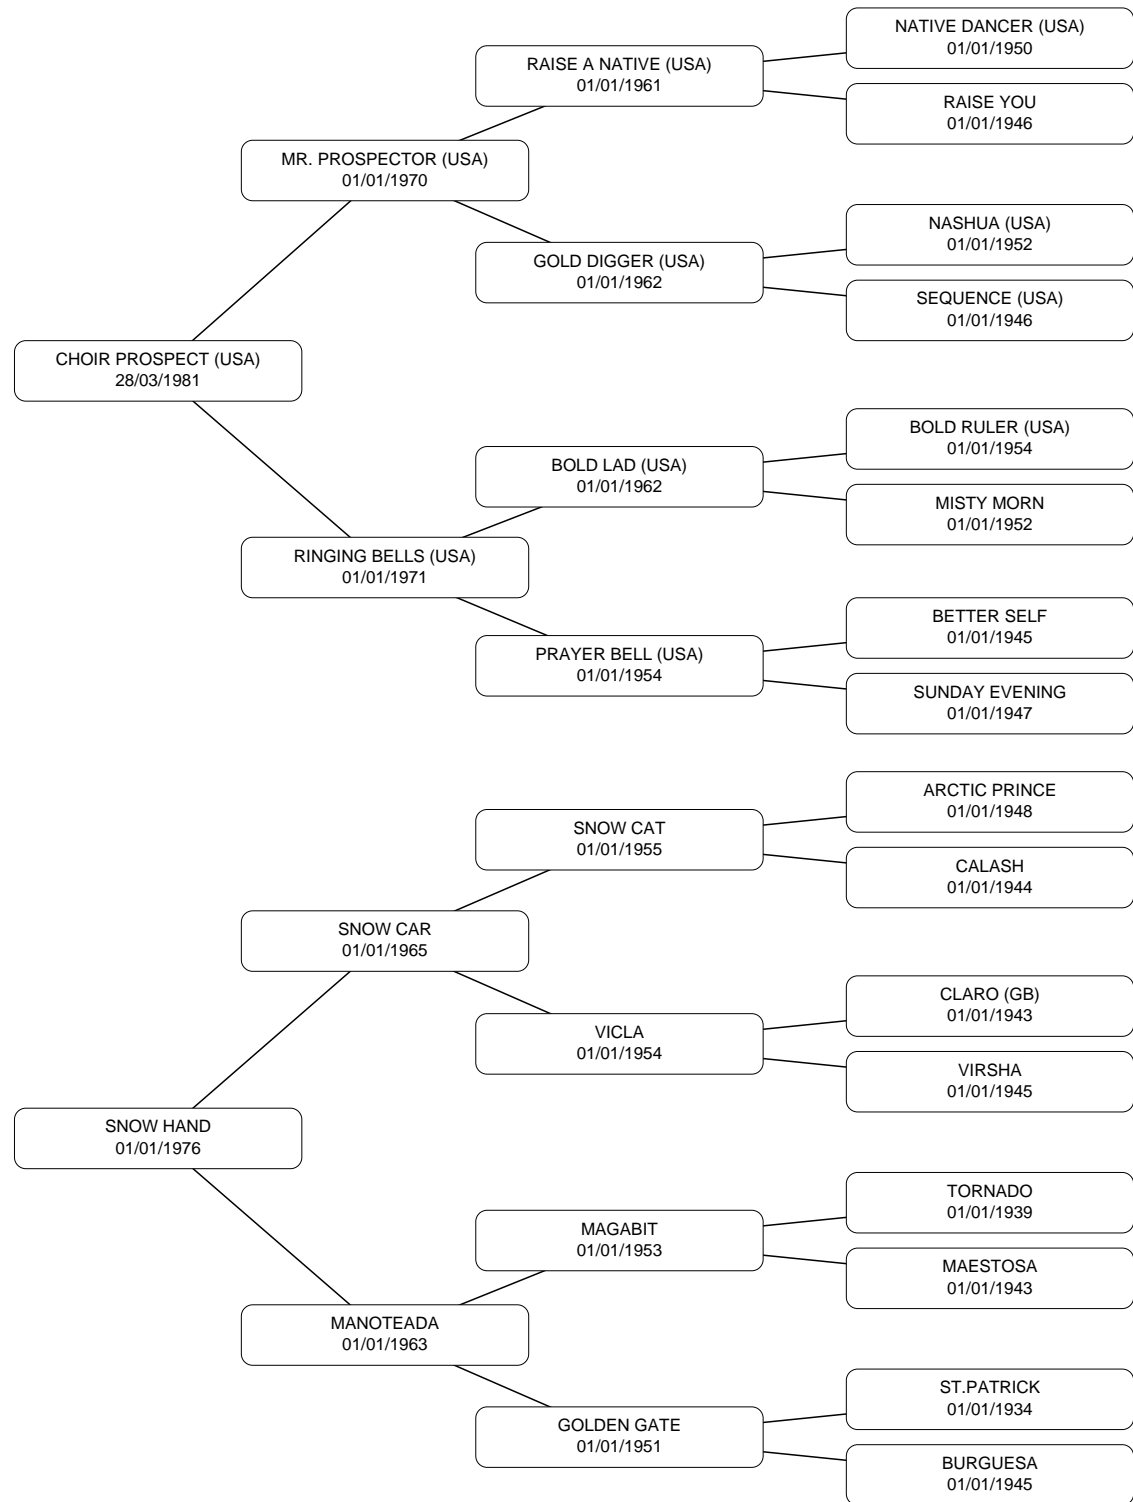 NATIVE DANCER (USA)
01/01/1950
RAISE A NATIVE (USA)
01/01/1961
RAISE YOU
01/01/1946
MR. PROSPECTOR (USA)
01/01/1970
NASHUA (USA)
01/01/1952
GOLD DIGGER (USA)
01/01/1962
SEQUENCE (USA)
01/01/1946
CHOIR PROSPECT (USA)
28/03/1981
BOLD RULER (USA)
01/01/1954
BOLD LAD (USA)
01/01/1962
MISTY MORN
01/01/1952
RINGING BELLS (USA)
01/01/1971
BETTER SELF
01/01/1945
PRAYER BELL (USA)
01/01/1954
SUNDAY EVENING
01/01/1947
ARCTIC PRINCE
01/01/1948
SNOW CAT
01/01/1955
CALASH
01/01/1944
SNOW CAR
01/01/1965
CLARO (GB)
01/01/1943
VICLA
01/01/1954
VIRSHA
01/01/1945
SNOW HAND
01/01/1976
TORNADO
01/01/1939
MAGABIT
01/01/1953
MAESTOSA
01/01/1943
MANOTEADA
01/01/1963
ST.PATRICK
01/01/1934
GOLDEN GATE
01/01/1951
BURGUESA
01/01/1945